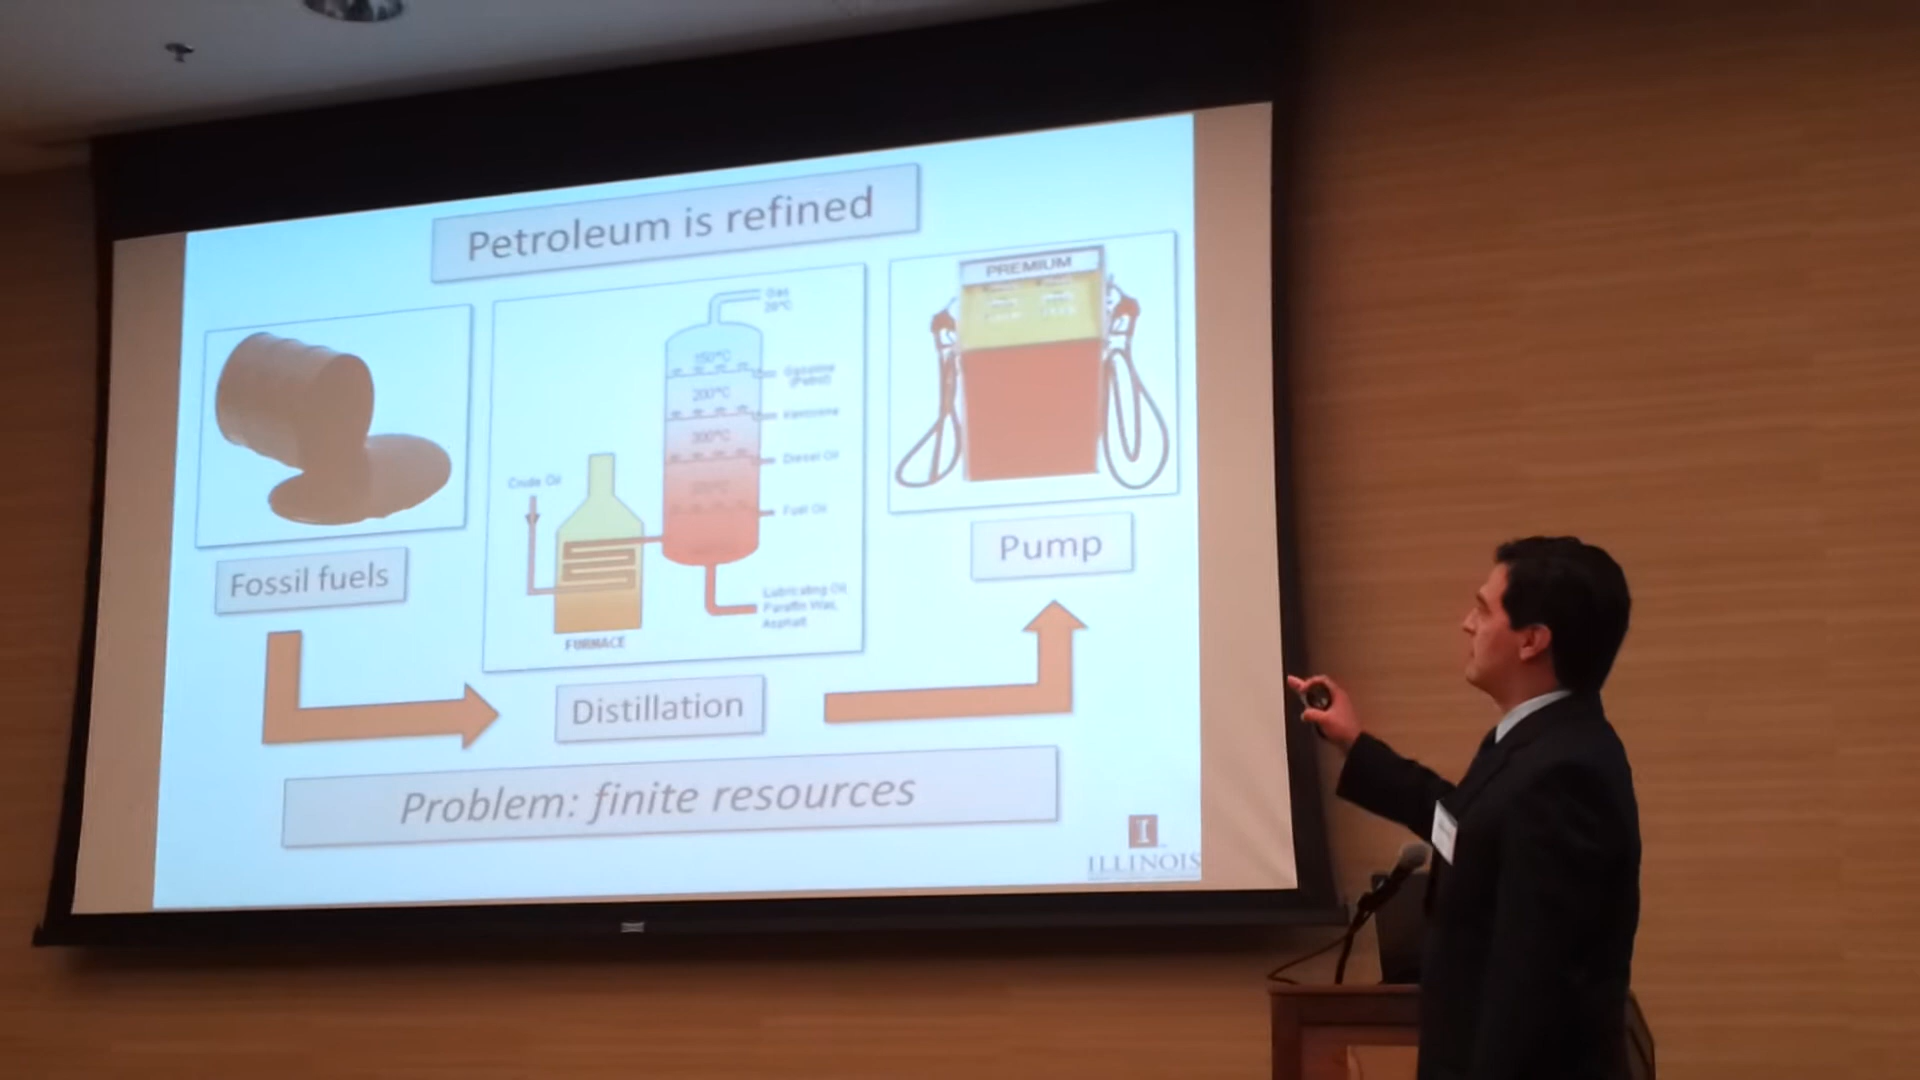 Petroleum is refined
PREMIUM
Gas
20°C
150°C
Gasoline
(Petrol)
200°C
Kerosene
300°C
Diesel Oil
Crude Oil
Fuel Oil
Pump
Fossil fuels
Lubricating Oil
Paraffin Wax,
Asphalt
FURNACE
Distillation
Problem: finite resources
I
ILLINOIS